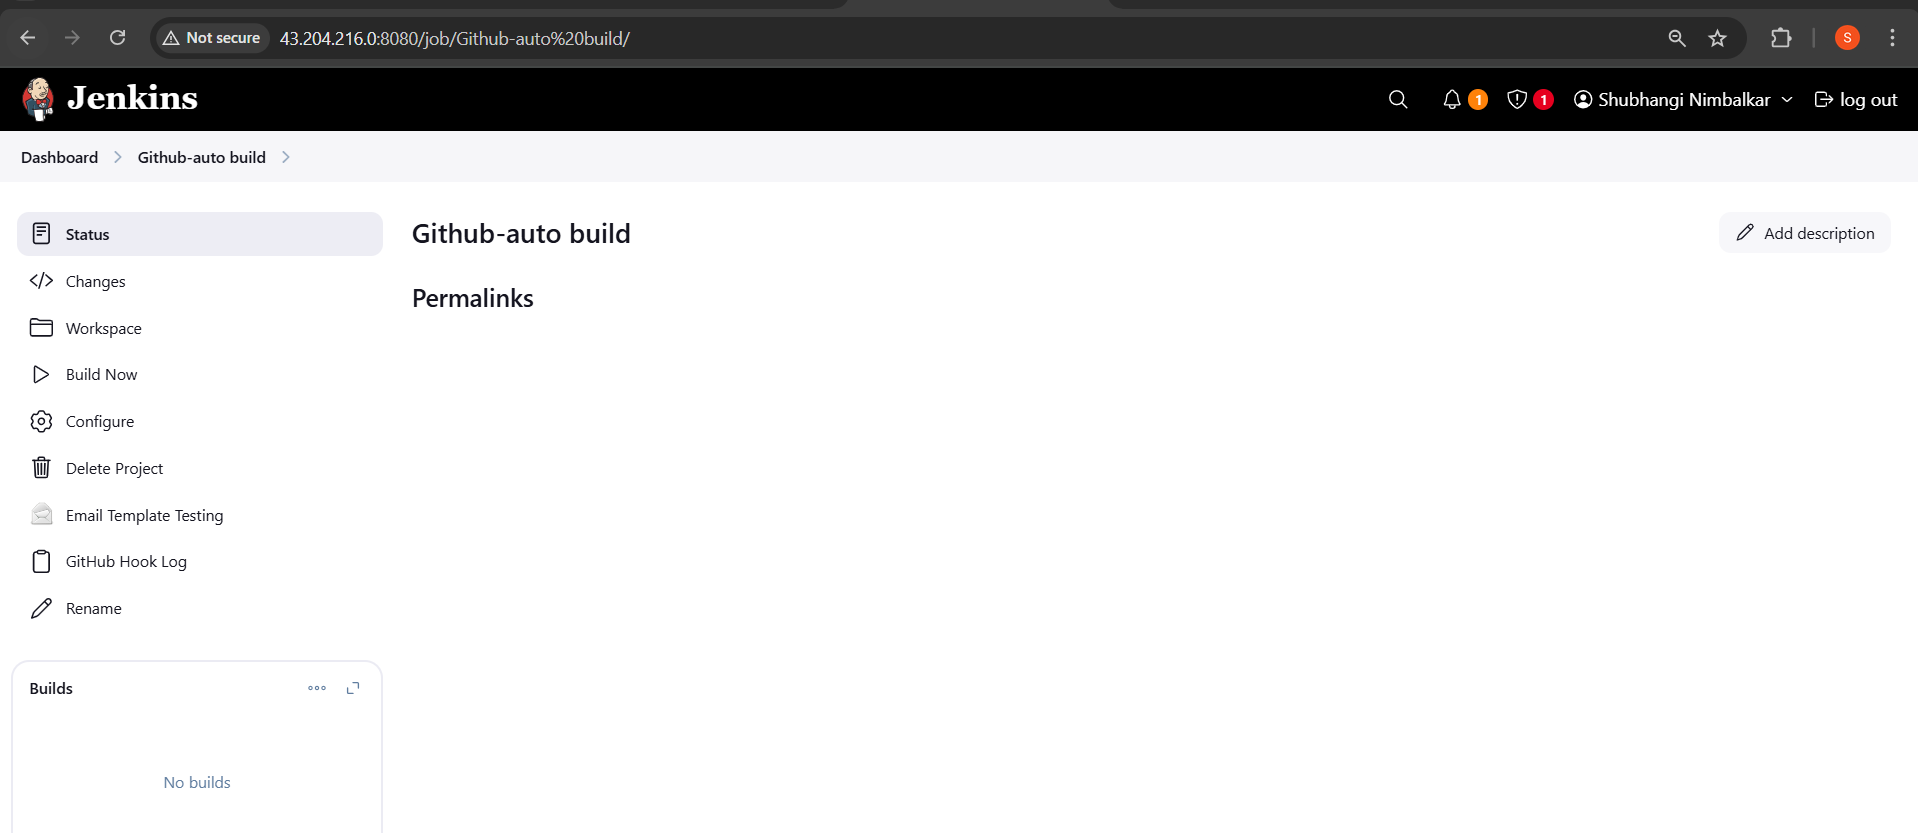 Not secure 43.204.216.0:8080/job/Github-auto%20build/ S
Jenkins 1 1 Shubhangi Nimbalkar log out
Dashboard Github-auto build
Status
Github-auto build
Add description
Changes
Permalinks
Workspace
Build Now
Configure
Delete Project
Email Template Testing
GitHub Hook Log
Rename
Builds
No builds